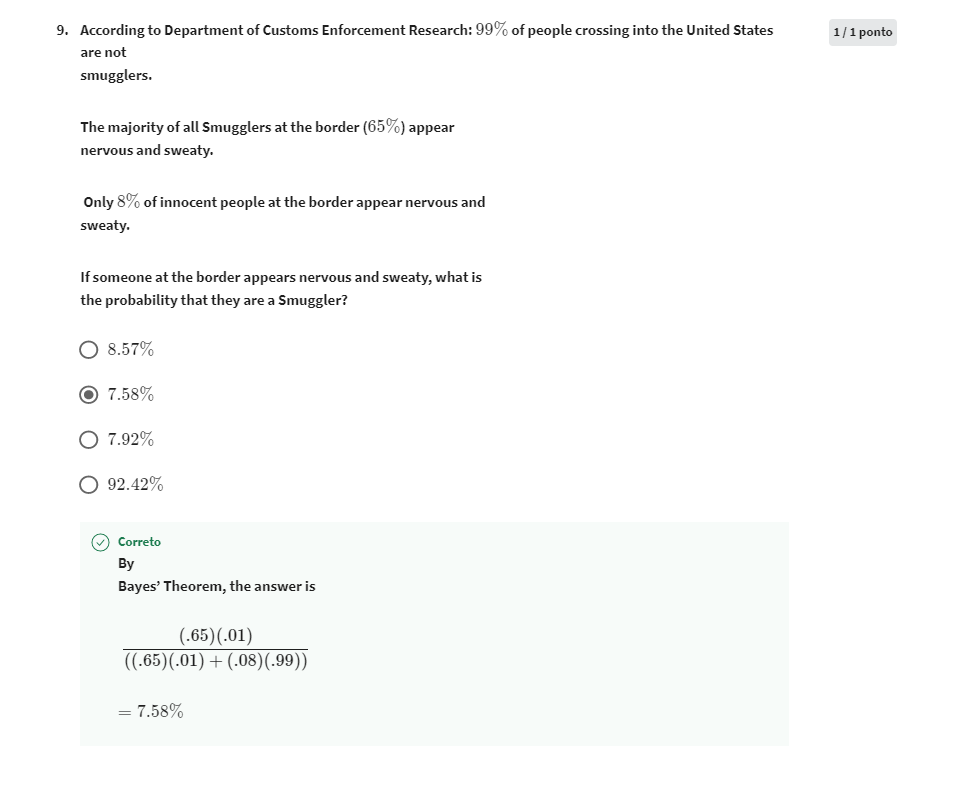 9. According to Department of Customs Enforcement Research: 99% of people crossing into the United States
1 / 1 ponto
are not
smugglers.
The majority of all Smugglers at the border (65%) appear
nervous and sweaty.
Only 8% of innocent people at the border appear nervous and
sweaty.
If someone at the border appears nervous and sweaty, what is
the probability that they are a Smuggler?
8.57%
7.58%
7.92%
92.42%
Correto
By
Bayes’ Theorem, the answer is
(.65)(.01)
((.65)(.01) + (.08)(.99))
= 7.58%